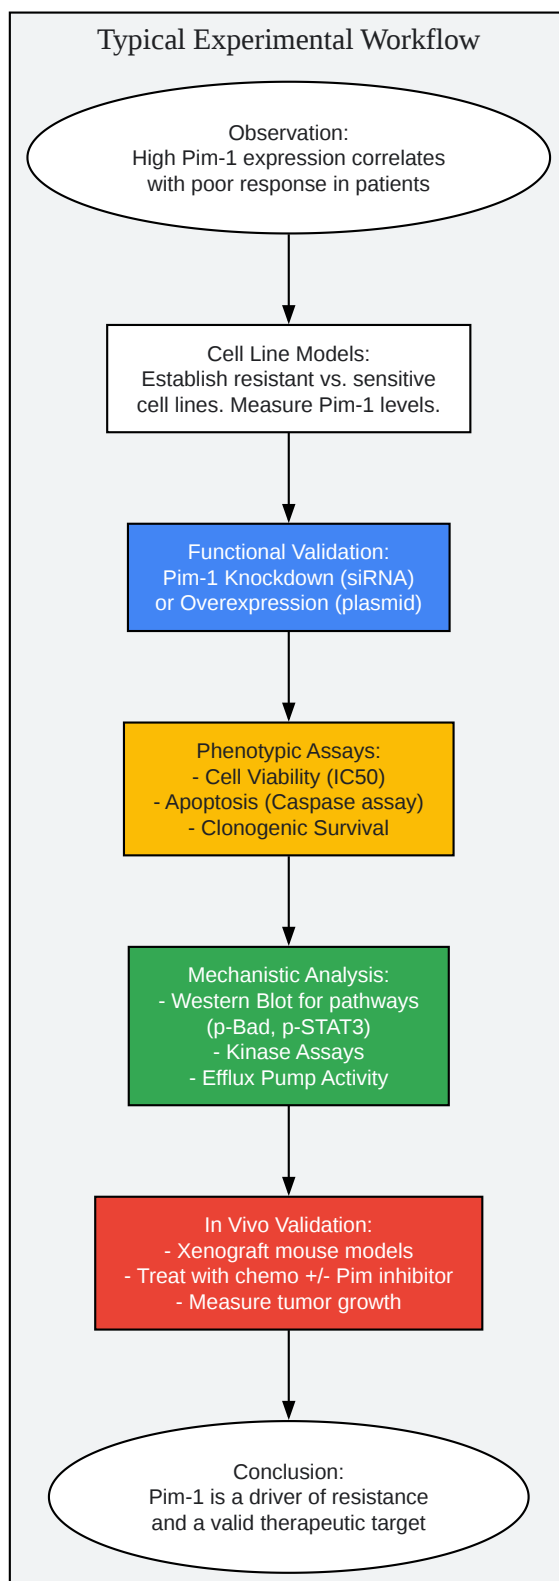 Typical Experimental Workflow
Observation:
High Pim-1 expression correlates
with poor response in patients
Cell Line Models:
Establish resistant vs. sensitive
cell lines. Measure Pim-1 levels.
Functional Validation:
Pim-1 Knockdown (siRNA)
or Overexpression (plasmid)
Phenotypic Assays:
- Cell Viability (IC50)
- Apoptosis (Caspase assay)
- Clonogenic Survival
Mechanistic Analysis:
- Western Blot for pathways
(p-Bad, p-STAT3)
- Kinase Assays
- Efflux Pump Activity
In Vivo Validation:
- Xenograft mouse models
- Treat with chemo +/- Pim inhibitor
- Measure tumor growth
Conclusion:
Pim-1 is a driver of resistance
and a valid therapeutic target